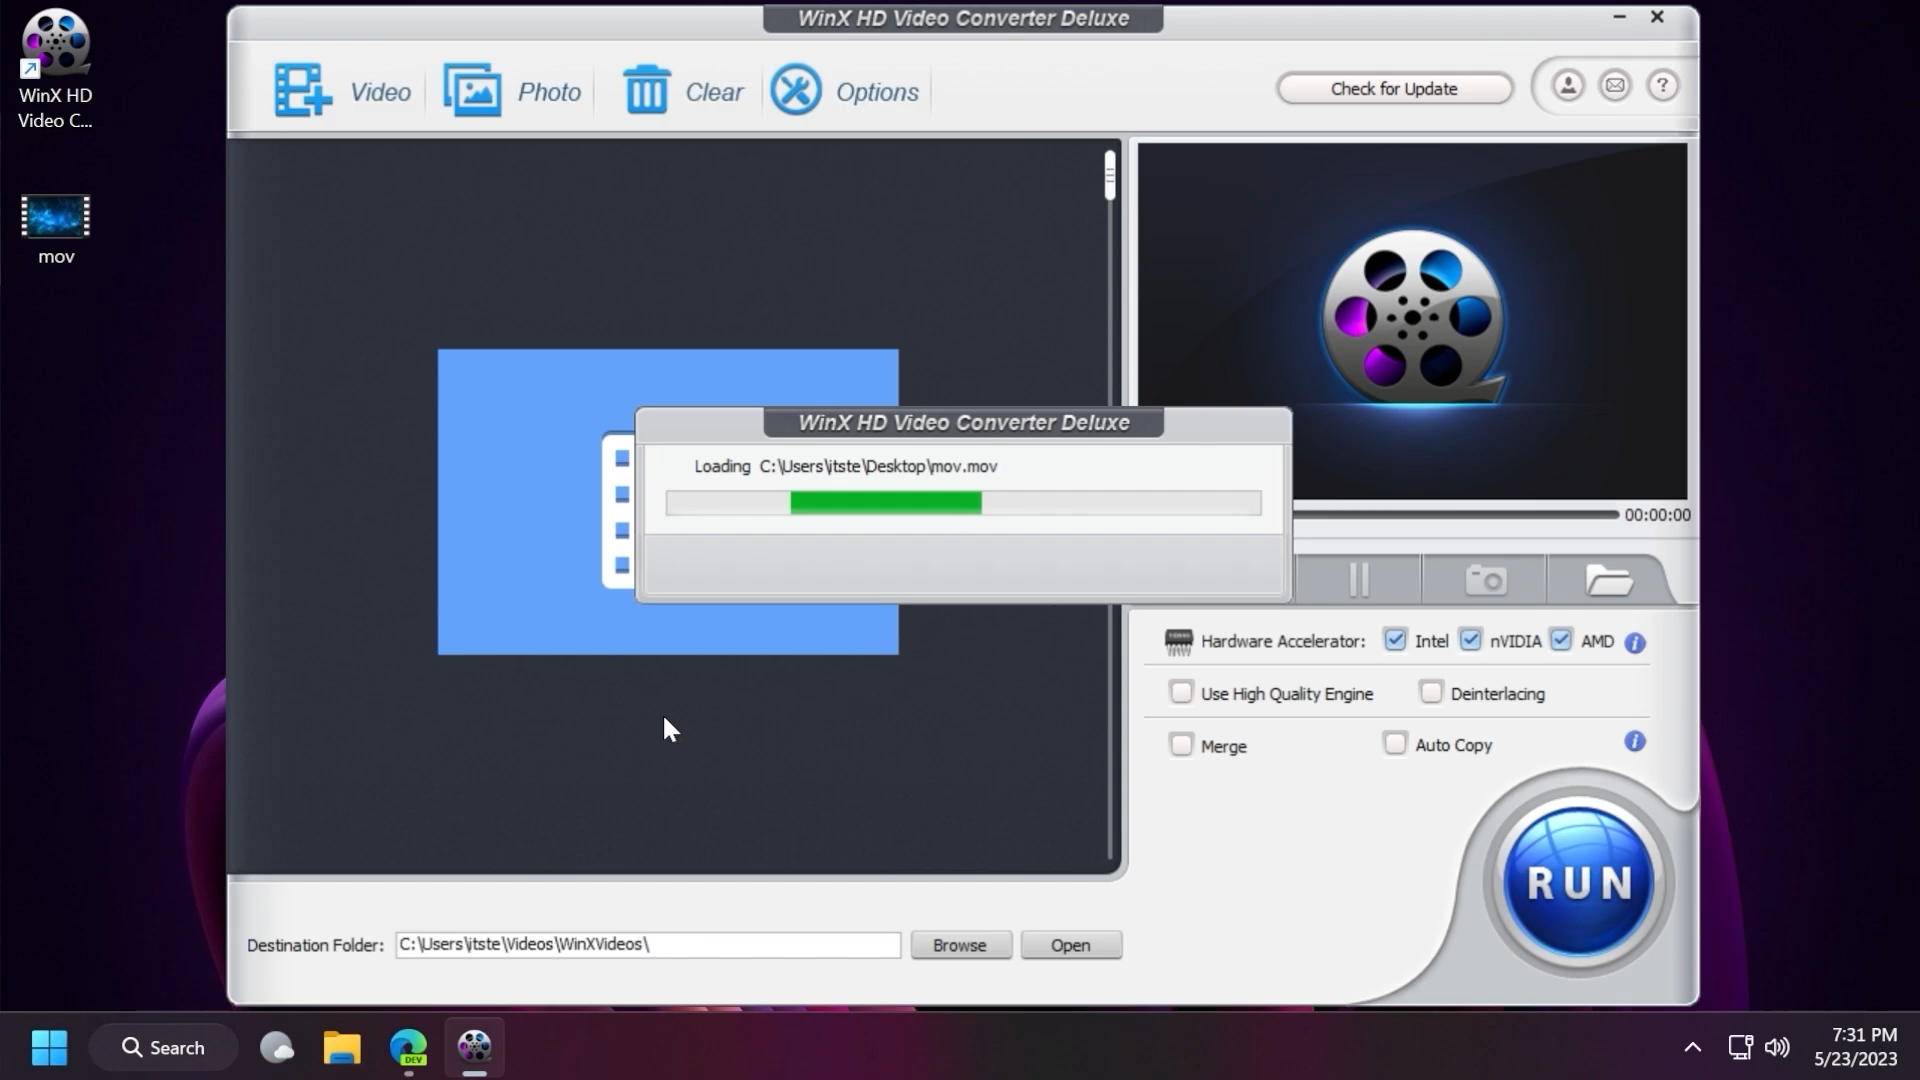 WinX HD
Video C...
mov
WinX HD Video Converter Deluxe
Video
Photo
Clear
Options
Check for Update
?
WinX HD Video Converter Deluxe
Loading C:\Users\itste\Desktop\mov.mov
00:00:00
Hardware Accelerator: Intel nVIDIA AMD i
Use High Quality Engine Deinterlacing
Merge Auto Copy i
RUN
Destination Folder: C:\Users\itste\Videos\WinXVideos\ Browse Open
Search
DEV
7:31 PM
5/23/2023